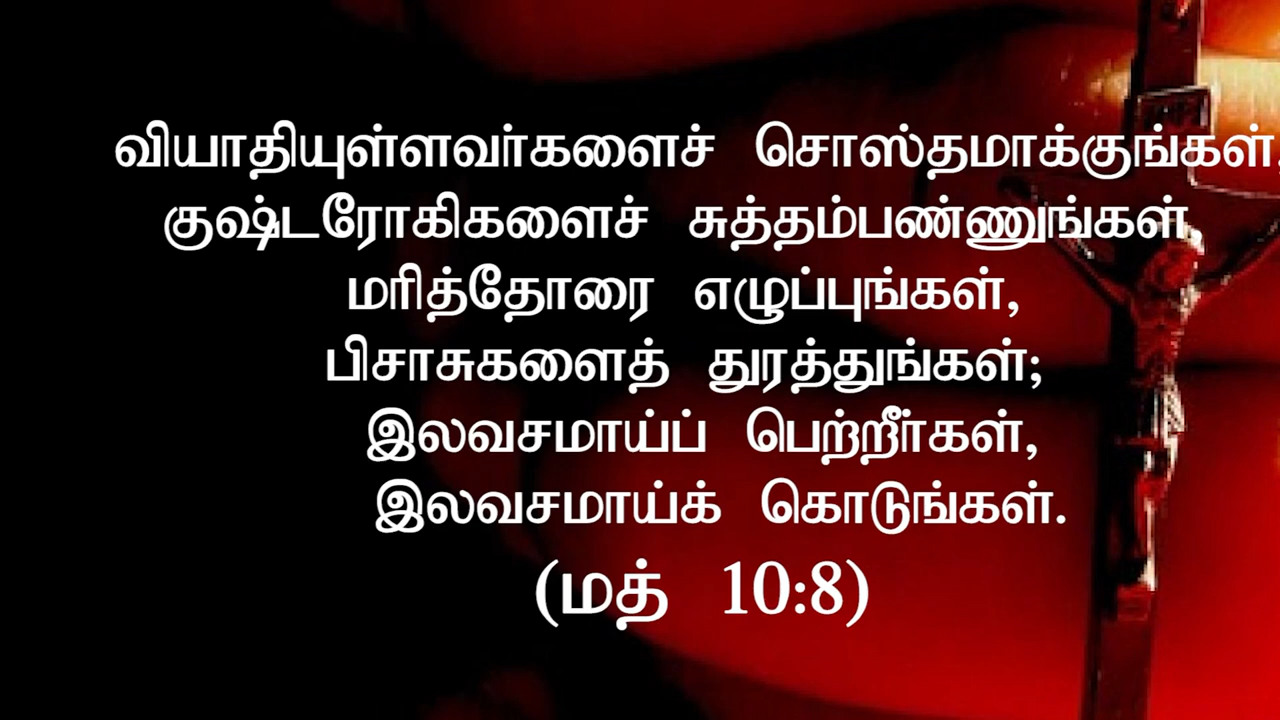 வியாதியுள்ளவர்களைச் சொஸ்தமாக்குங்கள்,
குஷ்டரோகிகளைச் சுத்தம்பண்ணுங்கள்,
மரித்தோரை எழுப்புங்கள்,
பிசாசுகளைத் துரத்துங்கள்;
இலவசமாய்ப் பெற்றீர்கள்,
இலவசமாய்க் கொடுங்கள்.
(மத் 10:8)